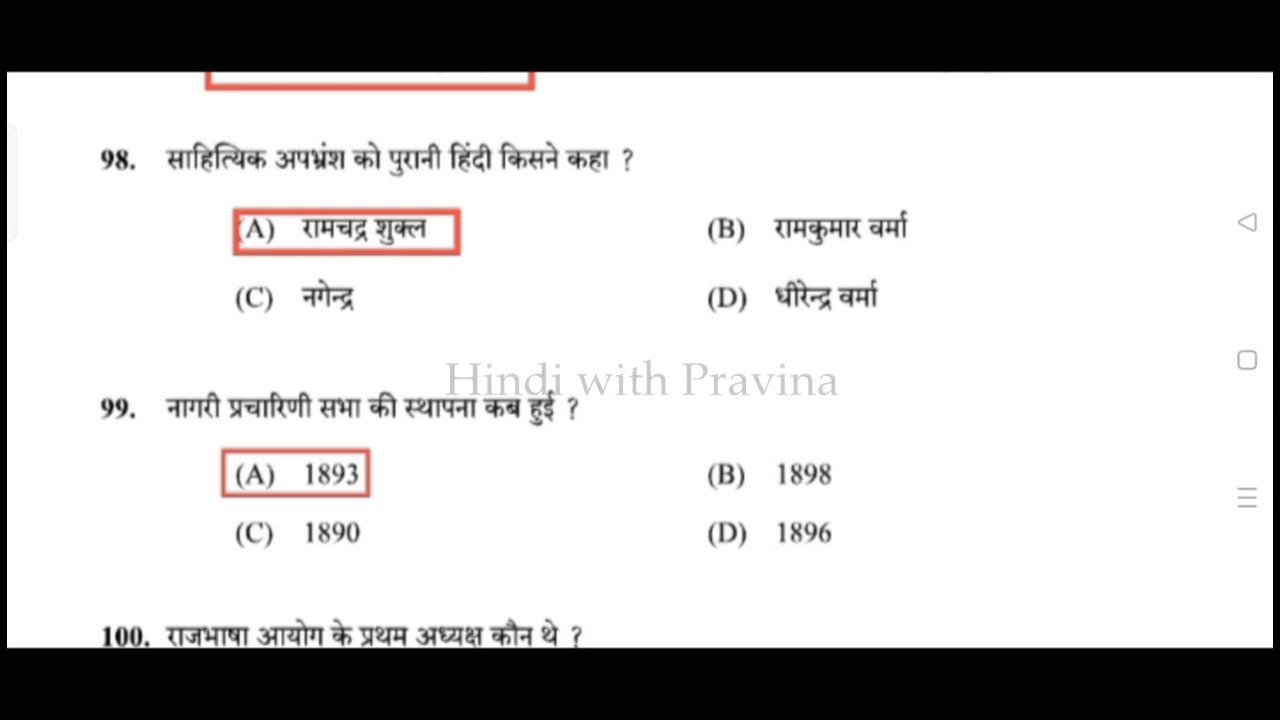 98. साहित्यिक अपभ्रंश को पुरानी हिंदी किसने कहा ?
(A) रामचद्र शुक्ल (B) रामकुमार वर्मा
(C) नगेन्द्र (D) धीरेन्द्र वर्मा
Hindi with Pravina
99. नागरी प्रचारिणी सभा की स्थापना कब हुई ?
(A) 1893 (B) 1898
(C) 1890 (D) 1896
100. राजभाषा आयोग के प्रथम अध्यक्ष कौन थे ?